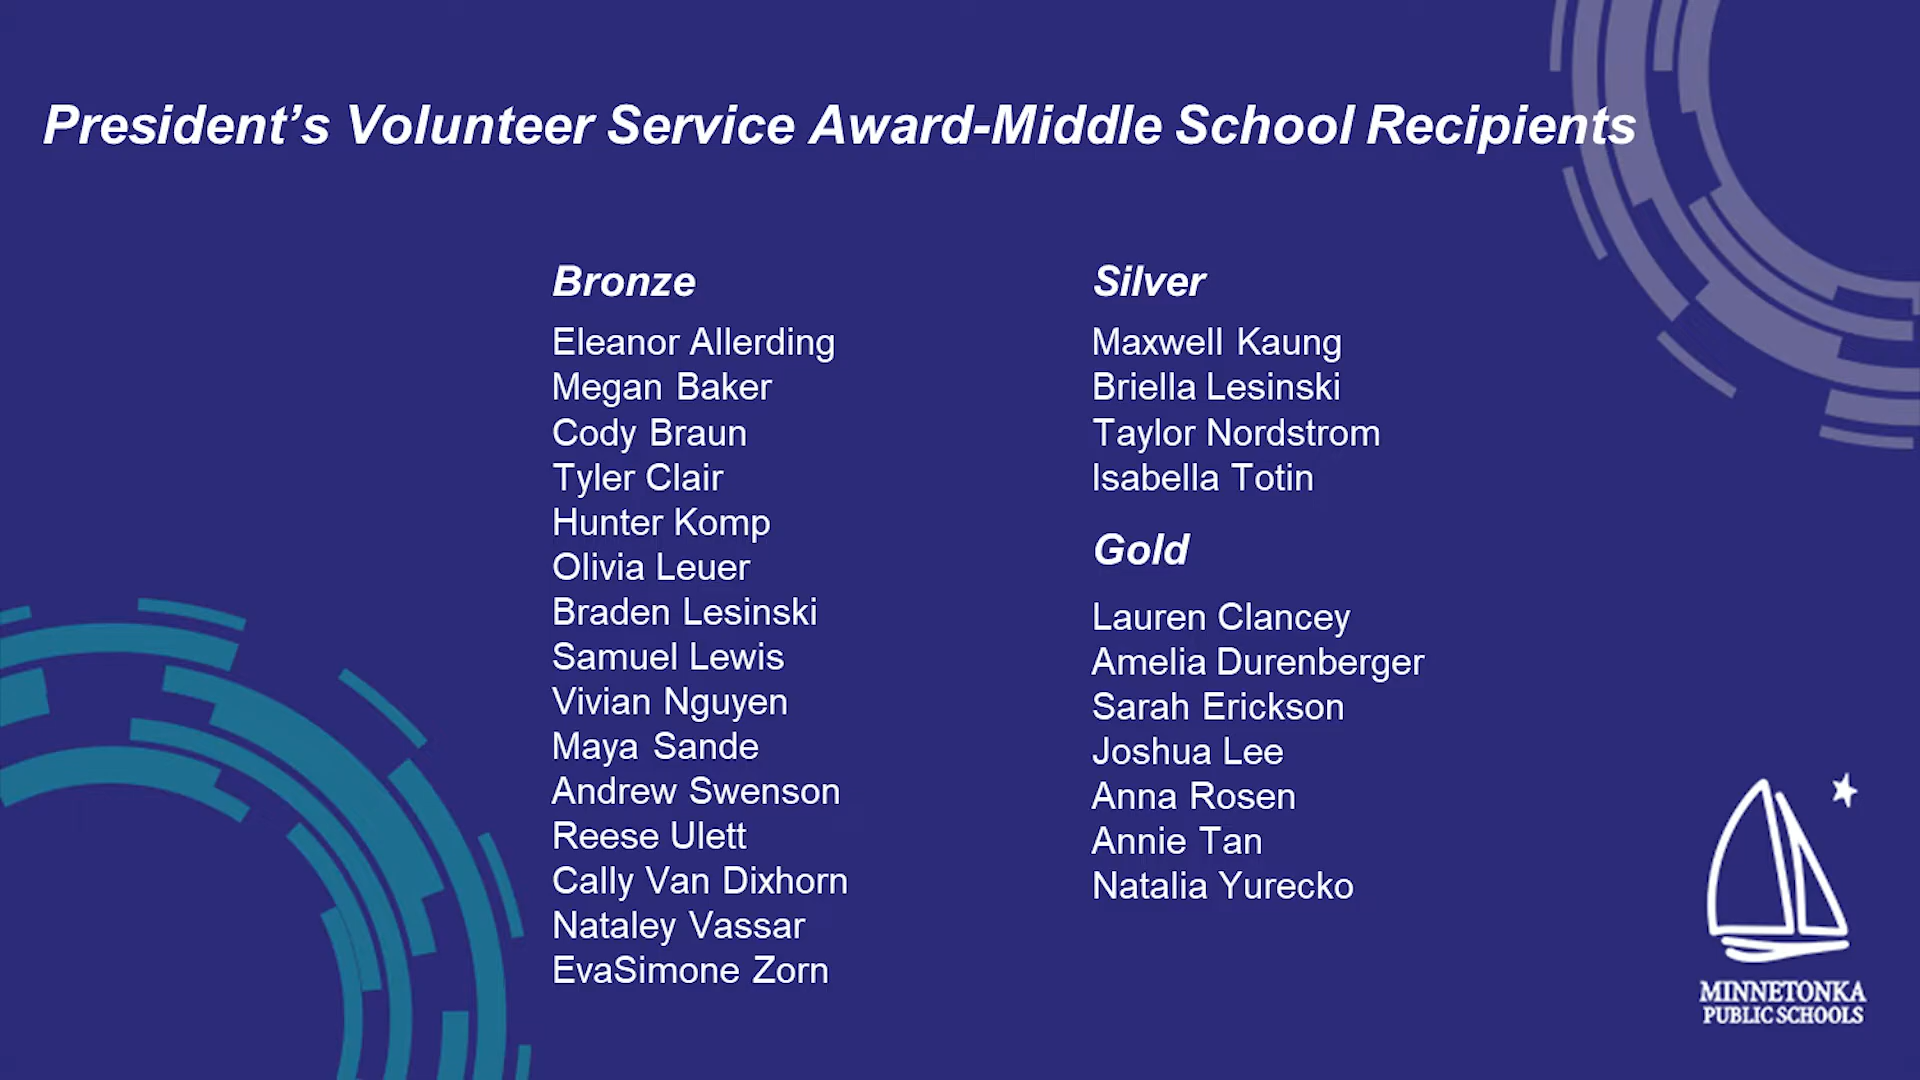 President’s Volunteer Service Award-Middle School Recipients
Bronze
Eleanor Allerding
Megan Baker
Cody Braun
Tyler Clair
Hunter Komp
Olivia Leuer
Braden Lesinski
Samuel Lewis
Vivian Nguyen
Maya Sande
Andrew Swenson
Reese Ulett
Cally Van Dixhorn
Nataley Vassar
EvaSimone Zorn
Silver
Maxwell Kaung
Briella Lesinski
Taylor Nordstrom
Isabella Totin
Gold
Lauren Clancey
Amelia Durenberger
Sarah Erickson
Joshua Lee
Anna Rosen
Annie Tan
Natalia Yurecko
MINNETONKA
PUBLIC SCHOOLS